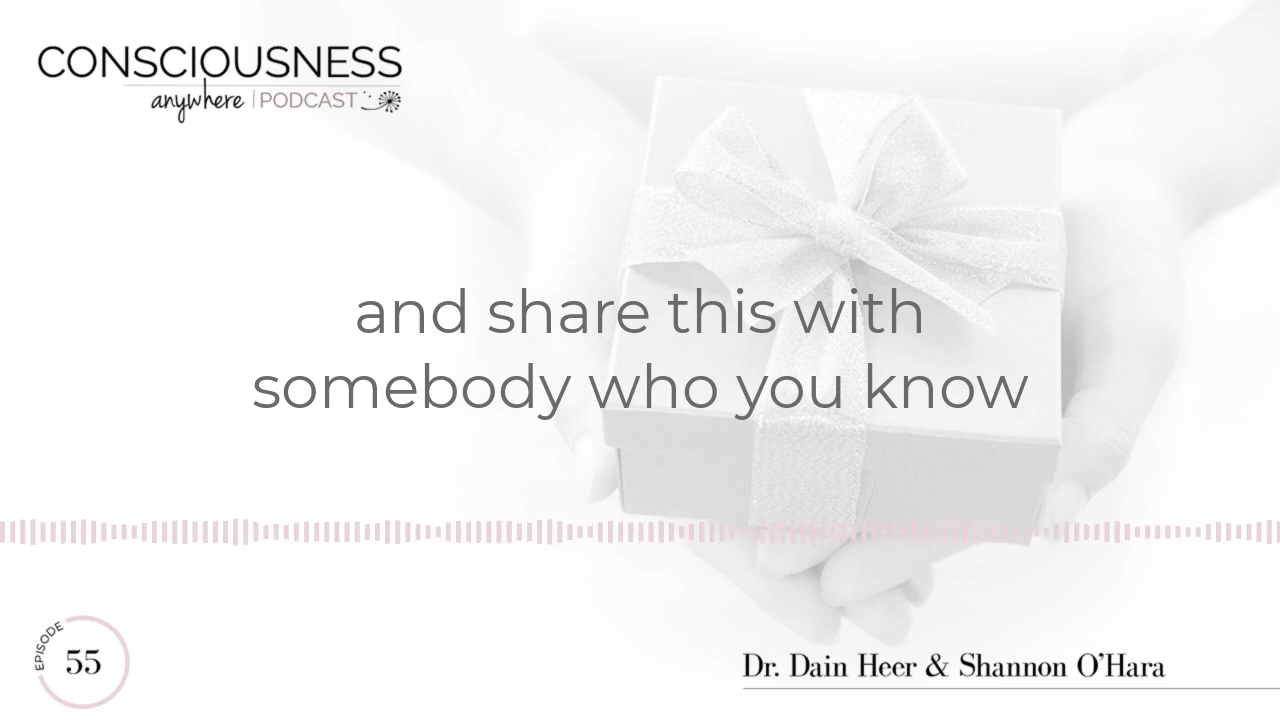 CONSCIOUSNESS
anywhere | PODCAST
and share this with
somebody who you know
EPISODE
55
Dr. Dain Heer & Shannon O'Hara